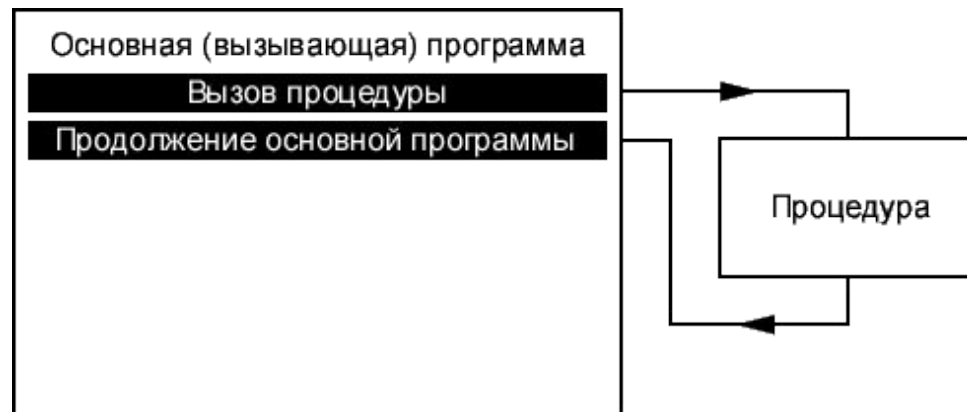 Основная (вызывающая) программа
Вызов процедуры
Продолжение основной программы
Процедура